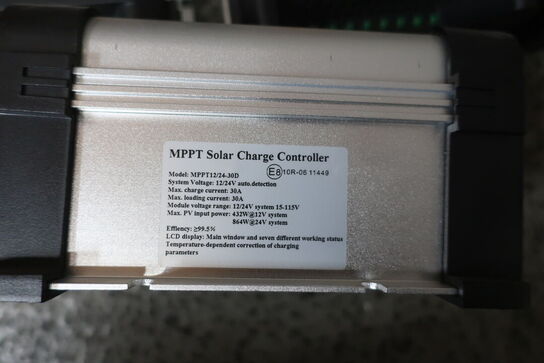 MPPT Solar Charge Controller
Model: MPPT12/24-30D
E8 10R-06 11449
System Voltage: 12/24V auto.detection
Max. charge current: 30A
Max. loading current: 30A
Module voltage range: 12/24V system 15-115V
Max. PV input power: 432W@12V system
864W@24V system
Effiency: ≥99.5%
LCD display: Main window and seven different working status
Temperature-dependent correction of charging
parameters